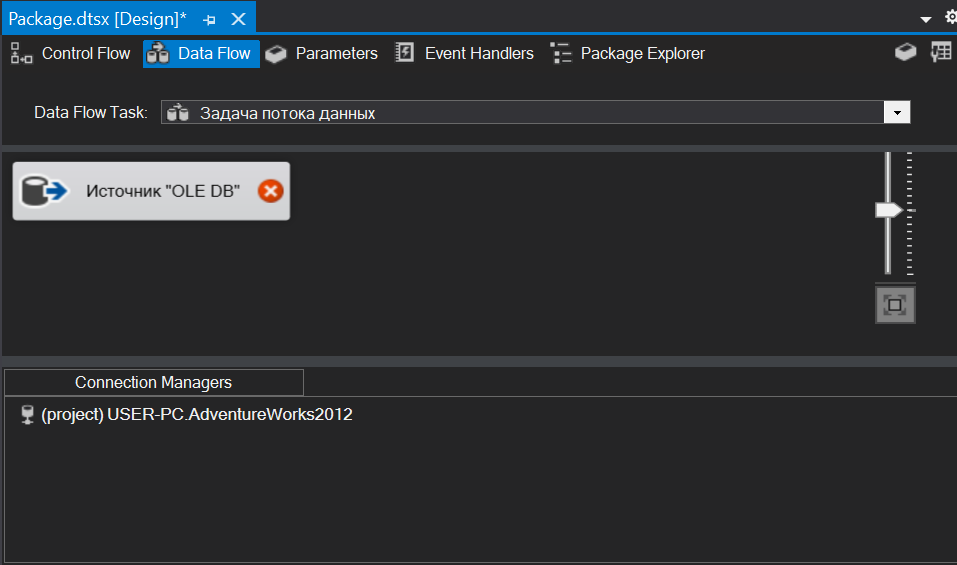 Package.dtsx [Design]*
Control Flow Data Flow Parameters Event Handlers Package Explorer
Data Flow Task: Задача потока данных
Источник "OLE DB"
Connection Managers
(project) USER-PC.AdventureWorks2012